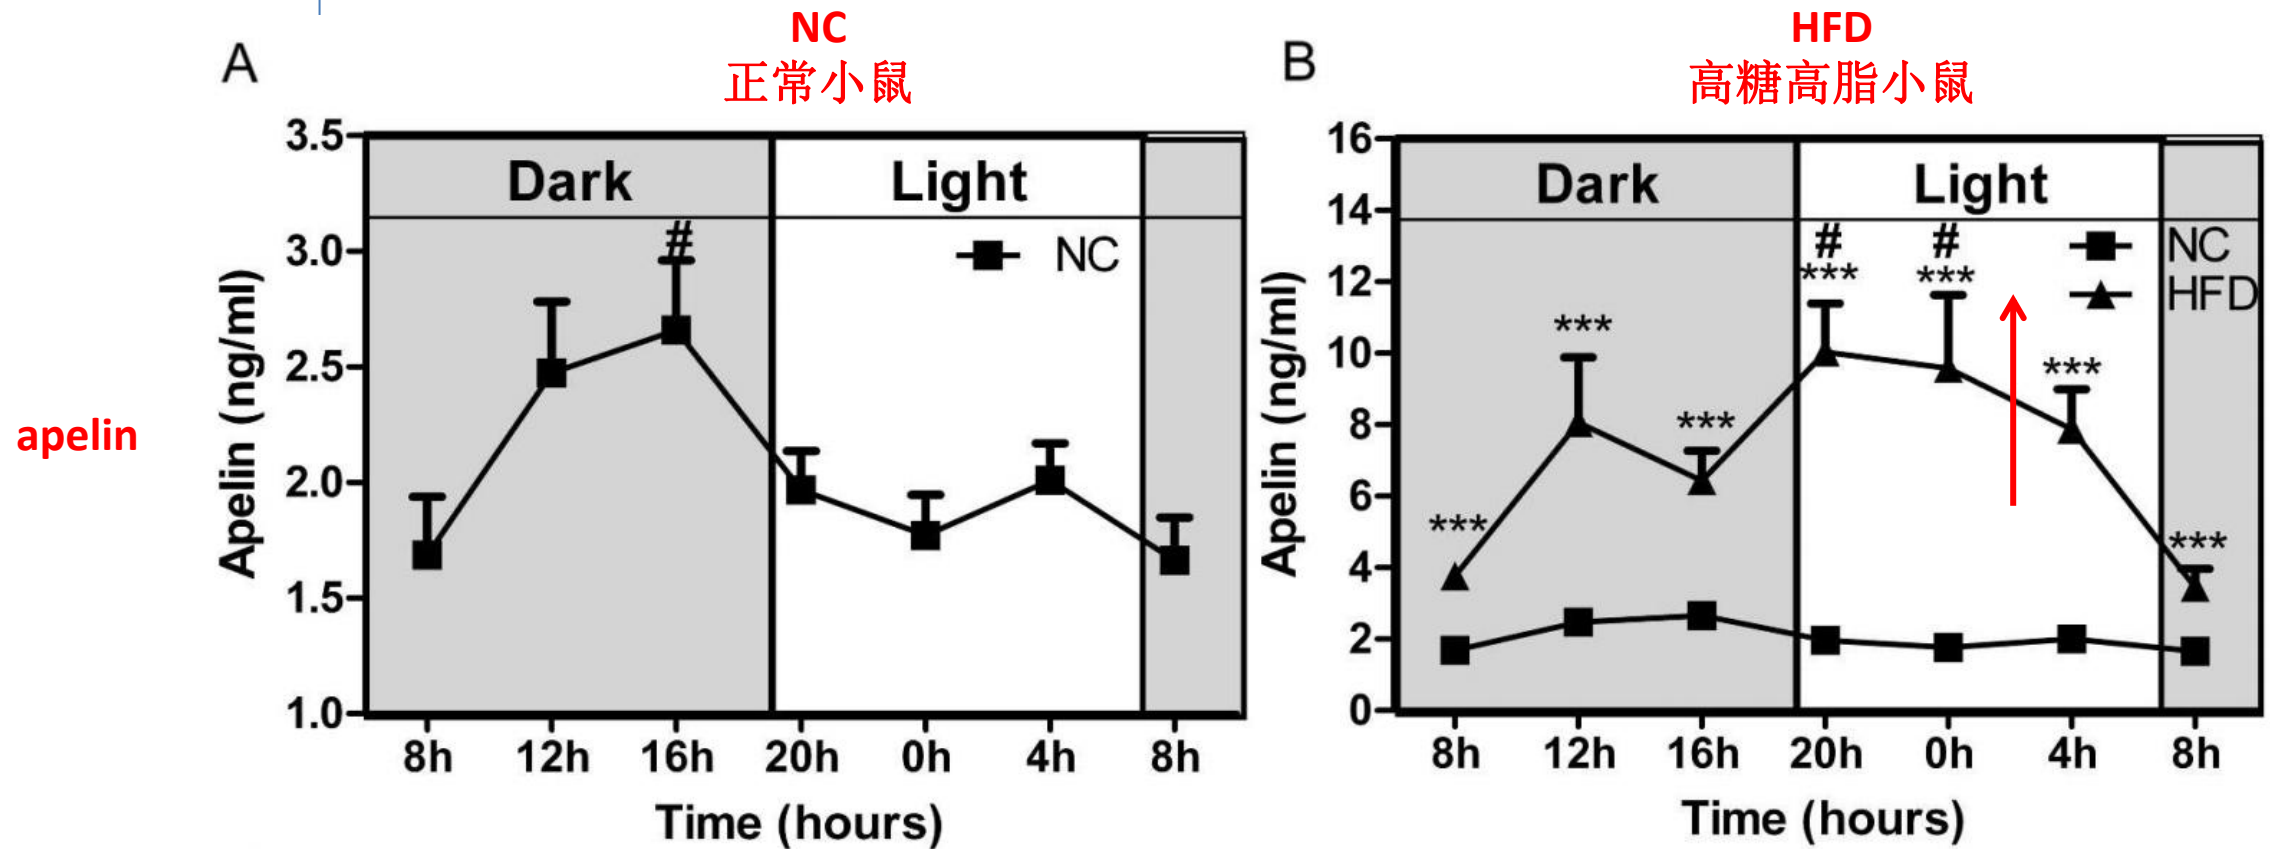 NC
正常小鼠
HFD
高糖高脂小鼠
apelin
A
3.5
3.0
2.5
2.0
1.5
1.0
Apelin (ng/ml)
Dark
Light
#
NC
8h 12h 16h 20h 0h 4h 8h
Time (hours)
B
16
14
12
10
8
6
4
2
0
Apelin (ng/ml)
Dark
Light
# #
*** ***
NC
HFD
***
***
***
***
***
8h 12h 16h 20h 0h 4h 8h
Time (hours)